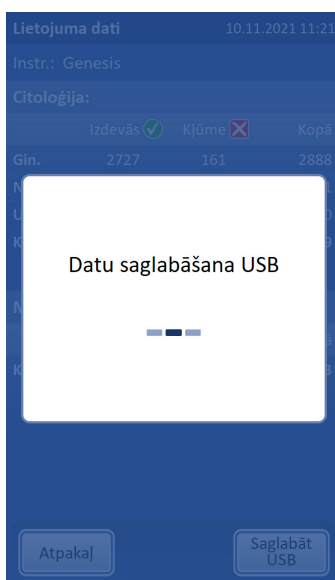 Lietojuma dati 10.11.2021 11:21
Instr.: Genesis
Citoloģija:
Izdevās Kļūme Kopā
Gin. 2727 161 2888
Datu saglabāšana USB
Atpakaļ
Saglabāt
USB